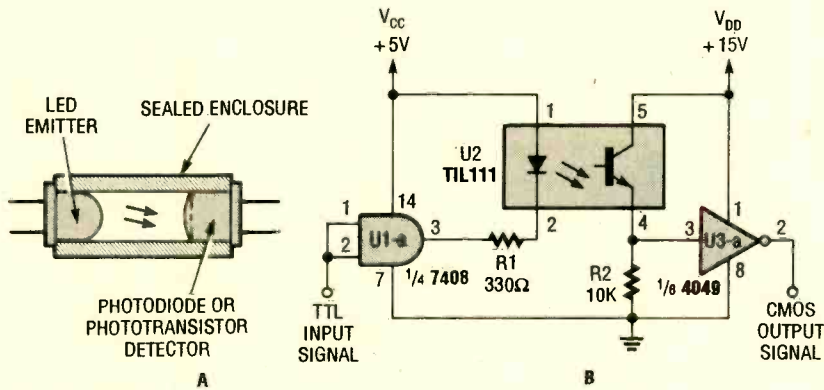 LED
EMITTER
SEALED ENCLOSURE
PHOTODIODE OR
PHOTOTRANSISTOR
DETECTOR
A
VCC
+5V
VDD
+15V
1
5
U2
TIL111
2
4
14
1
2
U1-a
3
7
1/4 7408
R1
330Ω
R2
10K
3
U3-a
1
2
8
1/6 4049
TTL
INPUT
SIGNAL
CMOS
OUTPUT
SIGNAL
B